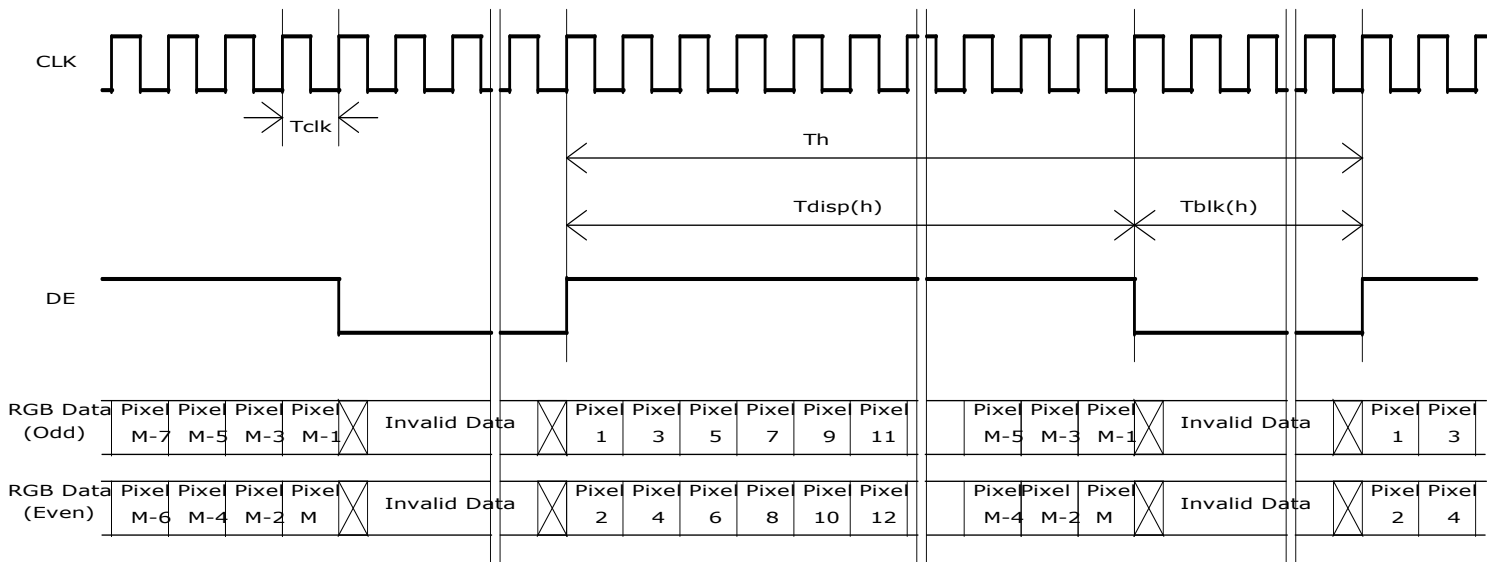 CLK
Tclk
Th
Tdisp(h)
Tblk(h)
DE
RGB Data
(Odd)
Pixel
M-7
Pixel
M-5
Pixel
M-3
Pixel
M-1
Invalid Data
Pixel
1
Pixel
3
Pixel
5
Pixel
7
Pixel
9
Pixel
11
Pixel
M-5
Pixel
M-3
Pixel
M-1
Invalid Data
Pixel
1
Pixel
3
RGB Data
(Even)
Pixel
M-6
Pixel
M-4
Pixel
M-2
Pixel
M
Invalid Data
Pixel
2
Pixel
4
Pixel
6
Pixel
8
Pixel
10
Pixel
12
Pixel
M-4
Pixel
M-2
Pixel
M
Invalid Data
Pixel
2
Pixel
4